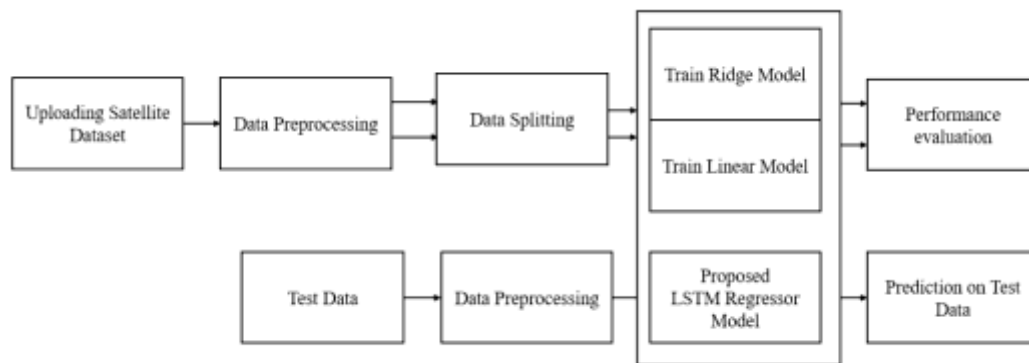 Uploading Satellite
Dataset
Data Preprocessing
Data Splitting
Train Ridge Model
Train Linear Model
Performance
evaluation
Test Data
Data Preprocessing
Proposed
LSTM Regressor
Model
Prediction on Test
Data